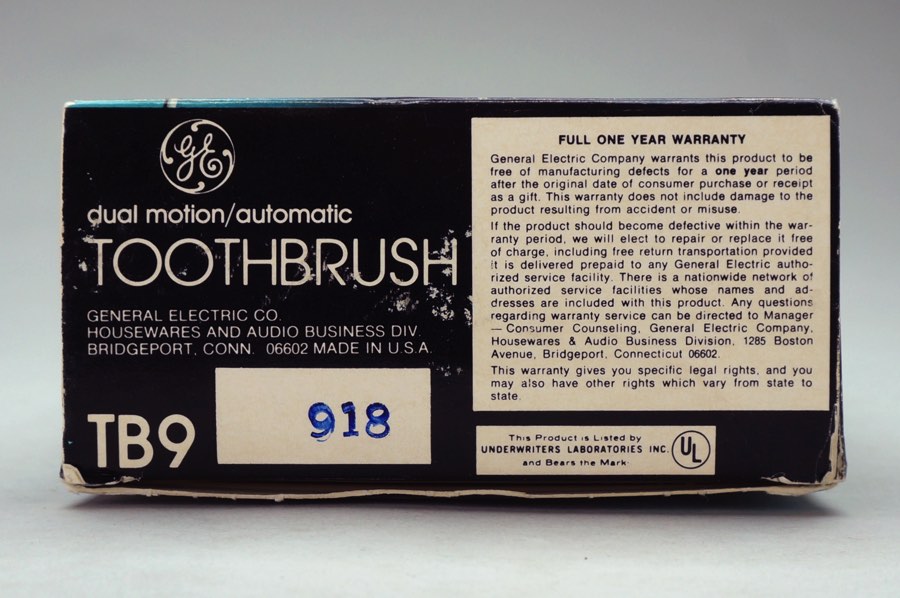 GE
dual motion/automatic
TOOTHBRUSH
GENERAL ELECTRIC CO.
HOUSEWARES AND AUDIO BUSINESS DIV.
BRIDGEPORT, CONN. 06602 MADE IN U.S.A.
TB9
918
FULL ONE YEAR WARRANTY
General Electric Company warrants this product to be
free of manufacturing defects for a one year period
after the original date of consumer purchase or receipt
as a gift. This warranty does not include damage to the
product resulting from accident or misuse.
If the product should become defective within the war-
ranty period, we will elect to repair or replace it free
of charge, including free return transportation provided
it is delivered prepaid to any General Electric autho-
rized service facility. There is a nationwide network of
authorized service facilities whose names and ad-
dresses are included with this product. Any questions
regarding warranty service can be directed to Manager
— Consumer Counseling, General Electric Company,
Housewares & Audio Business Division, 1285 Boston
Avenue, Bridgeport, Connecticut 06602.
This warranty gives you specific legal rights, and you
may also have other rights which vary from state to
state.
This Product is Listed by
UNDERWRITERS LABORATORIES INC.
and Bears the Mark
UL